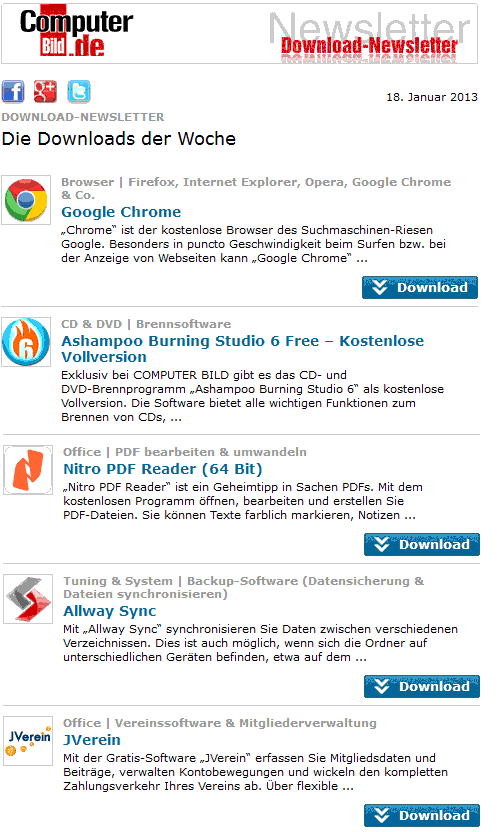 Computer
Bild.de
Newsletter
Download-Newsletter
18. Januar 2013
DOWNLOAD-NEWSLETTER
Die Downloads der Woche
Browser | Firefox, Internet Explorer, Opera, Google Chrome
& Co.
Google Chrome
„Chrome“ ist der kostenlose Browser des Suchmaschinen-Riesen
Google. Besonders in puncto Geschwindigkeit beim Surfen bzw. bei
der Anzeige von Webseiten kann „Google Chrome“ ...
Download
CD & DVD | Brennsoftware
6
Ashampoo Burning Studio 6 Free – Kostenlose
Vollversion
Exklusiv bei COMPUTER BILD gibt es das CD- und
DVD-Brennprogramm „Ashampoo Burning Studio 6“ als kostenlose
Vollversion. Die Software bietet alle wichtigen Funktionen zum
Brennen von CDs, ...
Office | PDF bearbeiten & umwandeln
Nitro PDF Reader (64 Bit)
„Nitro PDF Reader“ ist ein Geheimtipp in Sachen PDFs. Mit dem
kostenlosen Programm öffnen, bearbeiten und erstellen Sie
PDF-Dateien. Sie können Texte farblich markieren, Notizen ...
Download
Tuning & System | Backup-Software (Datensicherung &
Dateien synchronisieren)
Allway Sync
Mit „Allway Sync“ synchronisieren Sie Daten zwischen verschiedenen
Verzeichnissen. Dies ist auch möglich, wenn sich die Ordner auf
unterschiedlichen Geräten befinden, etwa auf dem ...
Download
Office | Vereinssoftware & Mitgliederverwaltung
JVerein
JVerein
Mit der Gratis-Software „JVerein“ erfassen Sie Mitgliedsdaten und
Beiträge, verwalten Kontobewegungen und wickeln den kompletten
Zahlungsverkehr Ihres Vereins ab. Über flexible ...
Download